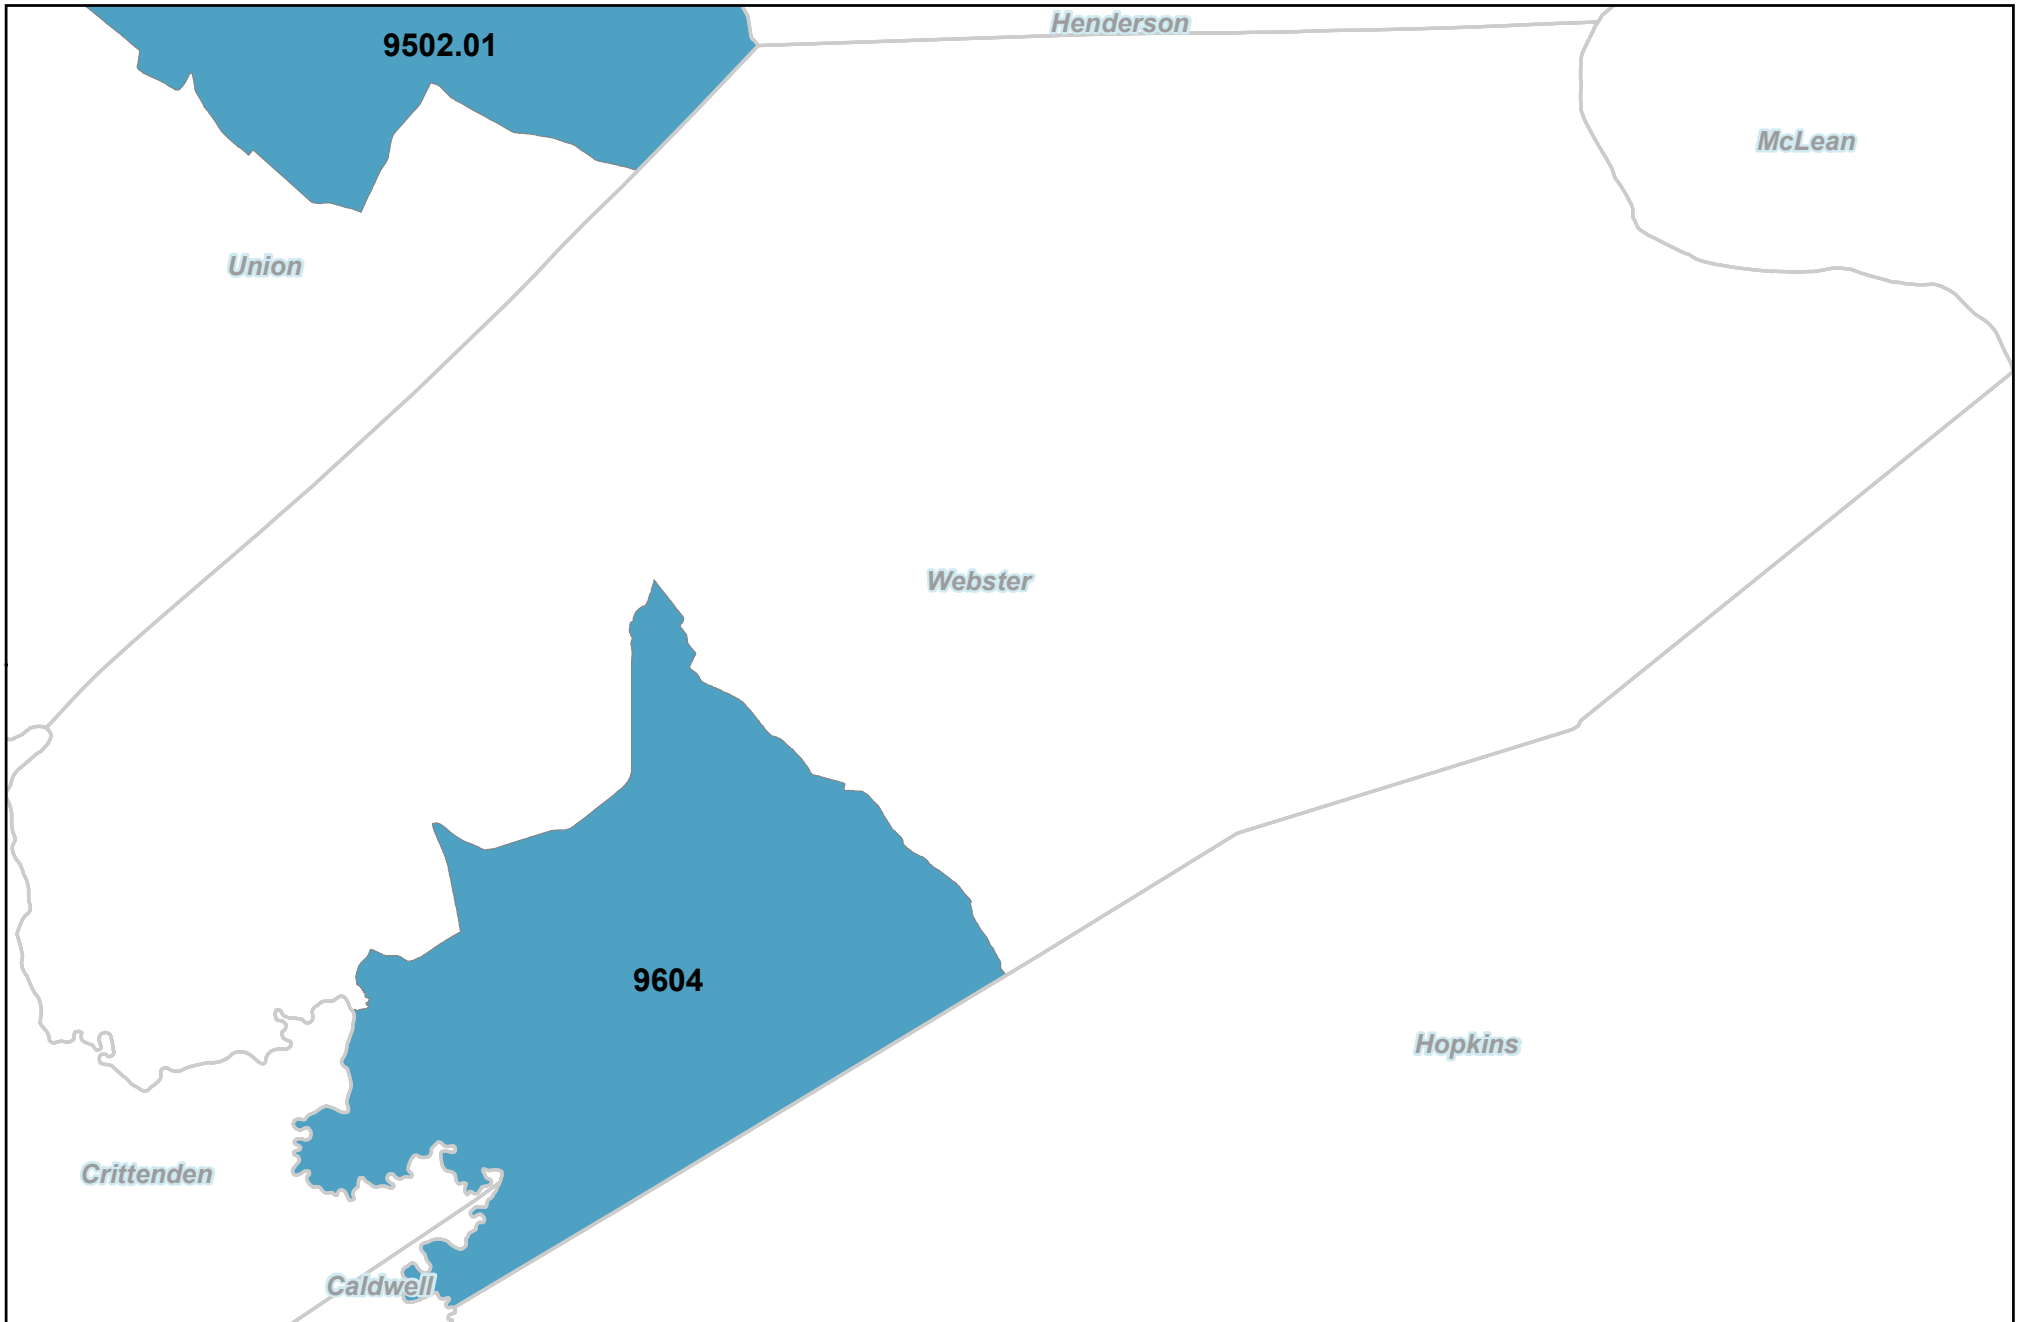 Henderson
9502.01
McLean
Union
Webster
9604
Hopkins
Crittenden
Caldwell